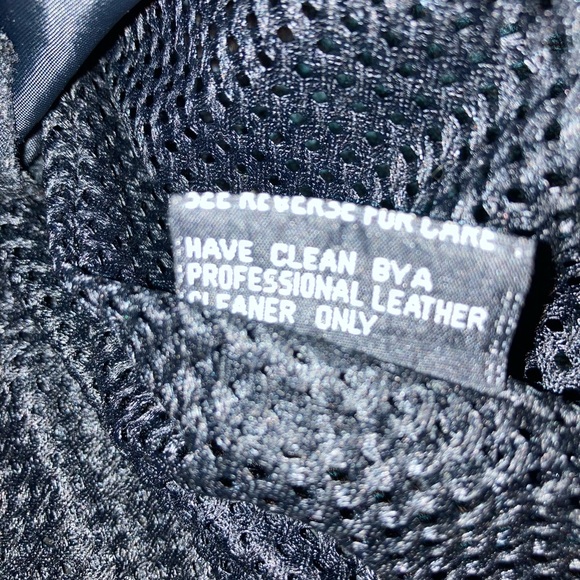 SEE REVERSE FOR CARE
HAVE CLEAN BY A
PROFESSIONAL LEATHER
CLEANER ONLY